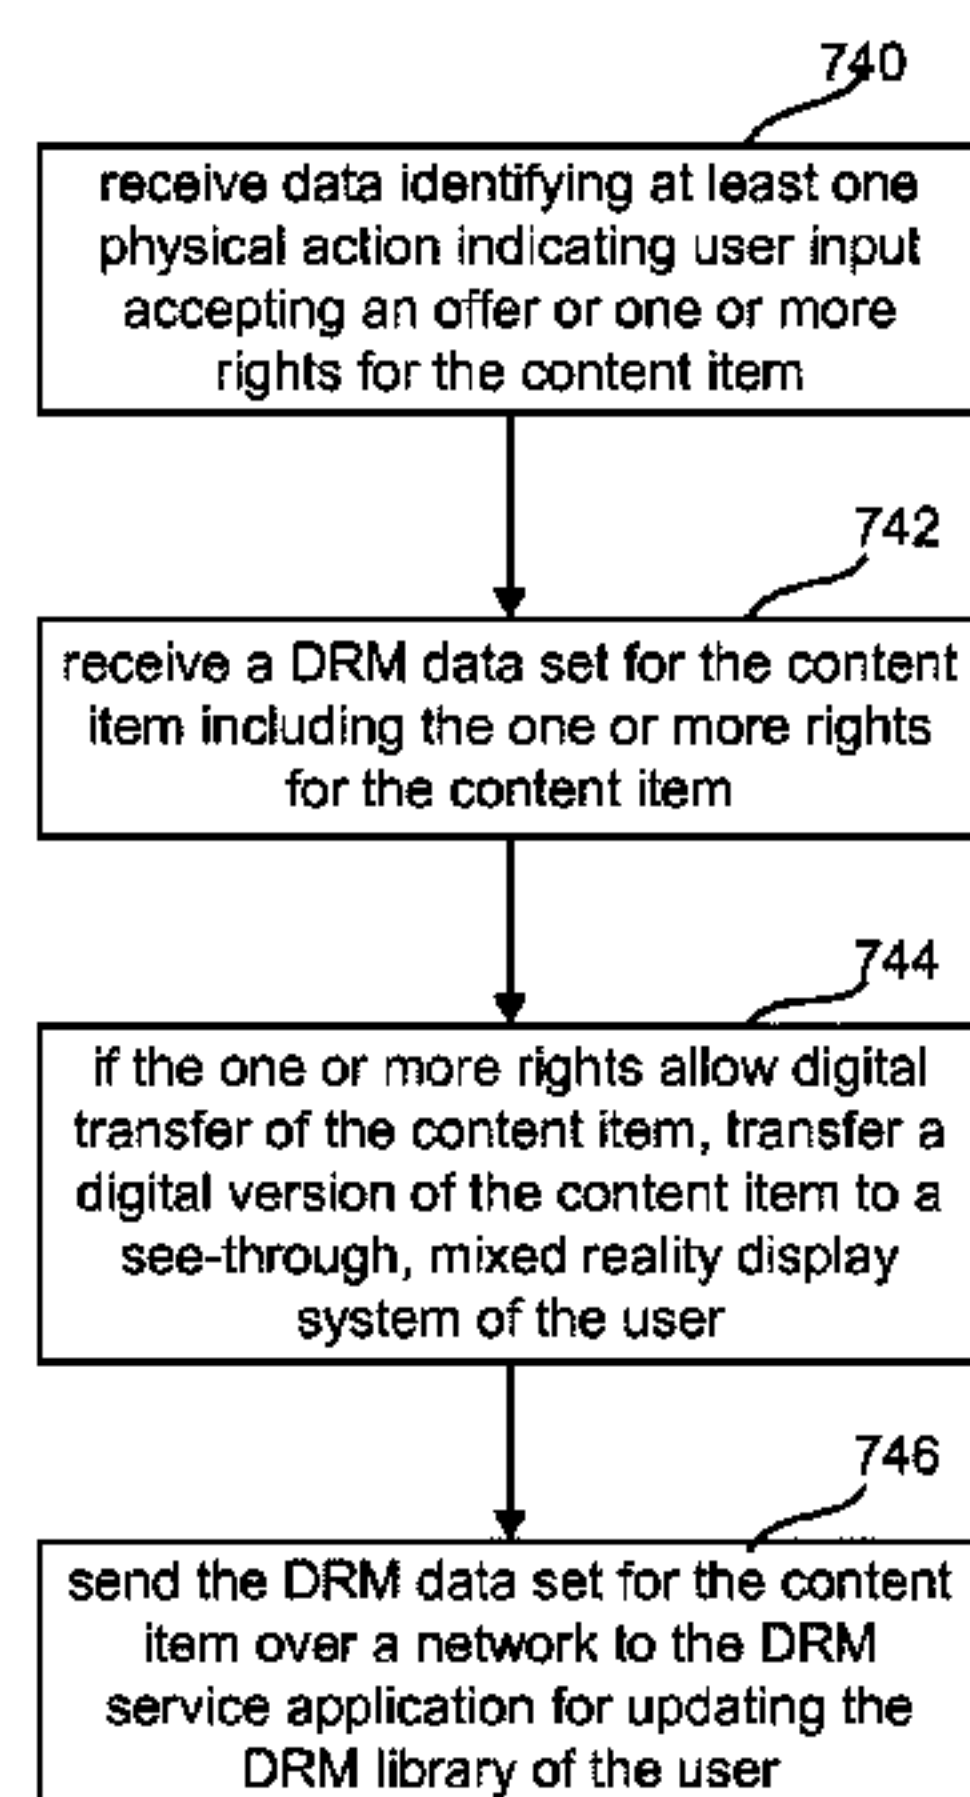 740
receive data identifying at least one
physical action indicating user input
accepting an offer or one or more
rights for the content item
742
receive a DRM data set for the content
item including the one or more rights
for the content item
744
if the one or more rights allow digital
transfer of the content item, transfer a
digital version of the content item to a
see-through, mixed reality display
system of the user
746
send the DRM data set for the content
item over a network to the DRM
service application for updating the
DRM library of the user